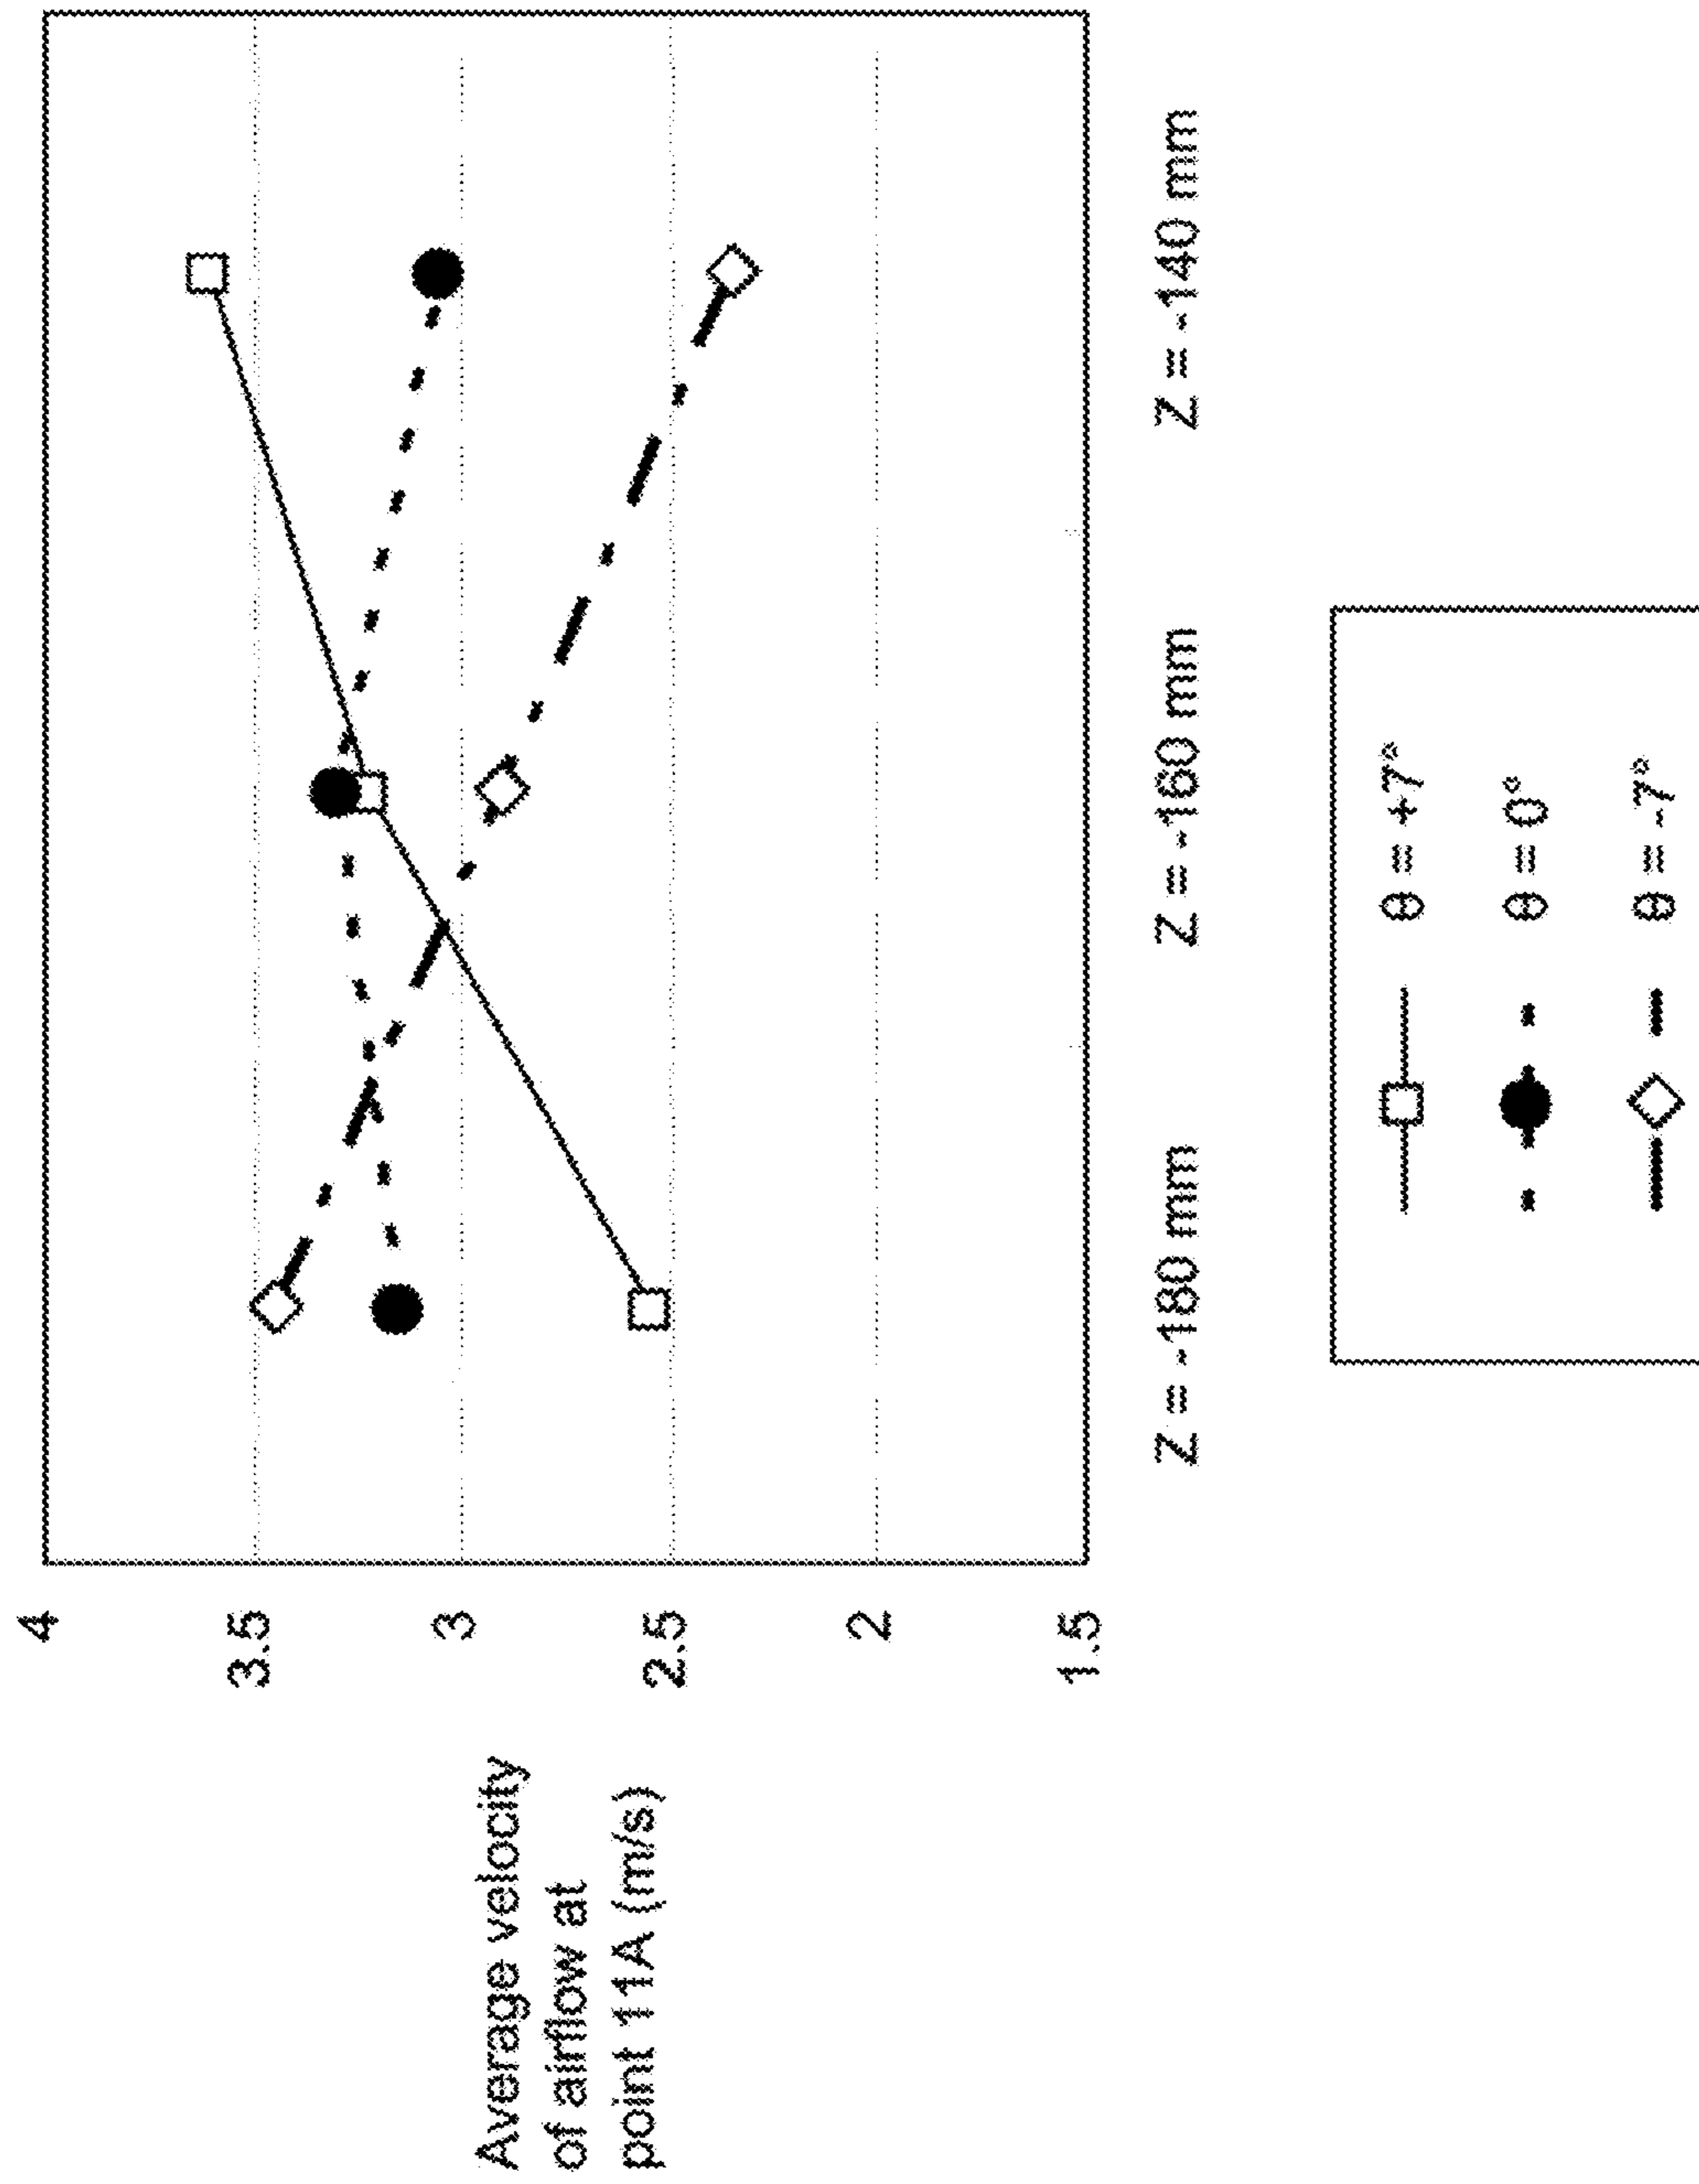 Average velocity
of airflow at
point 11A (m/s)
4
3.5
3
2.5
2
1.5
Z = -180 mm
Z = -160 mm
Z = -140 mm
θ = +7°
θ = 0°
θ = -7°